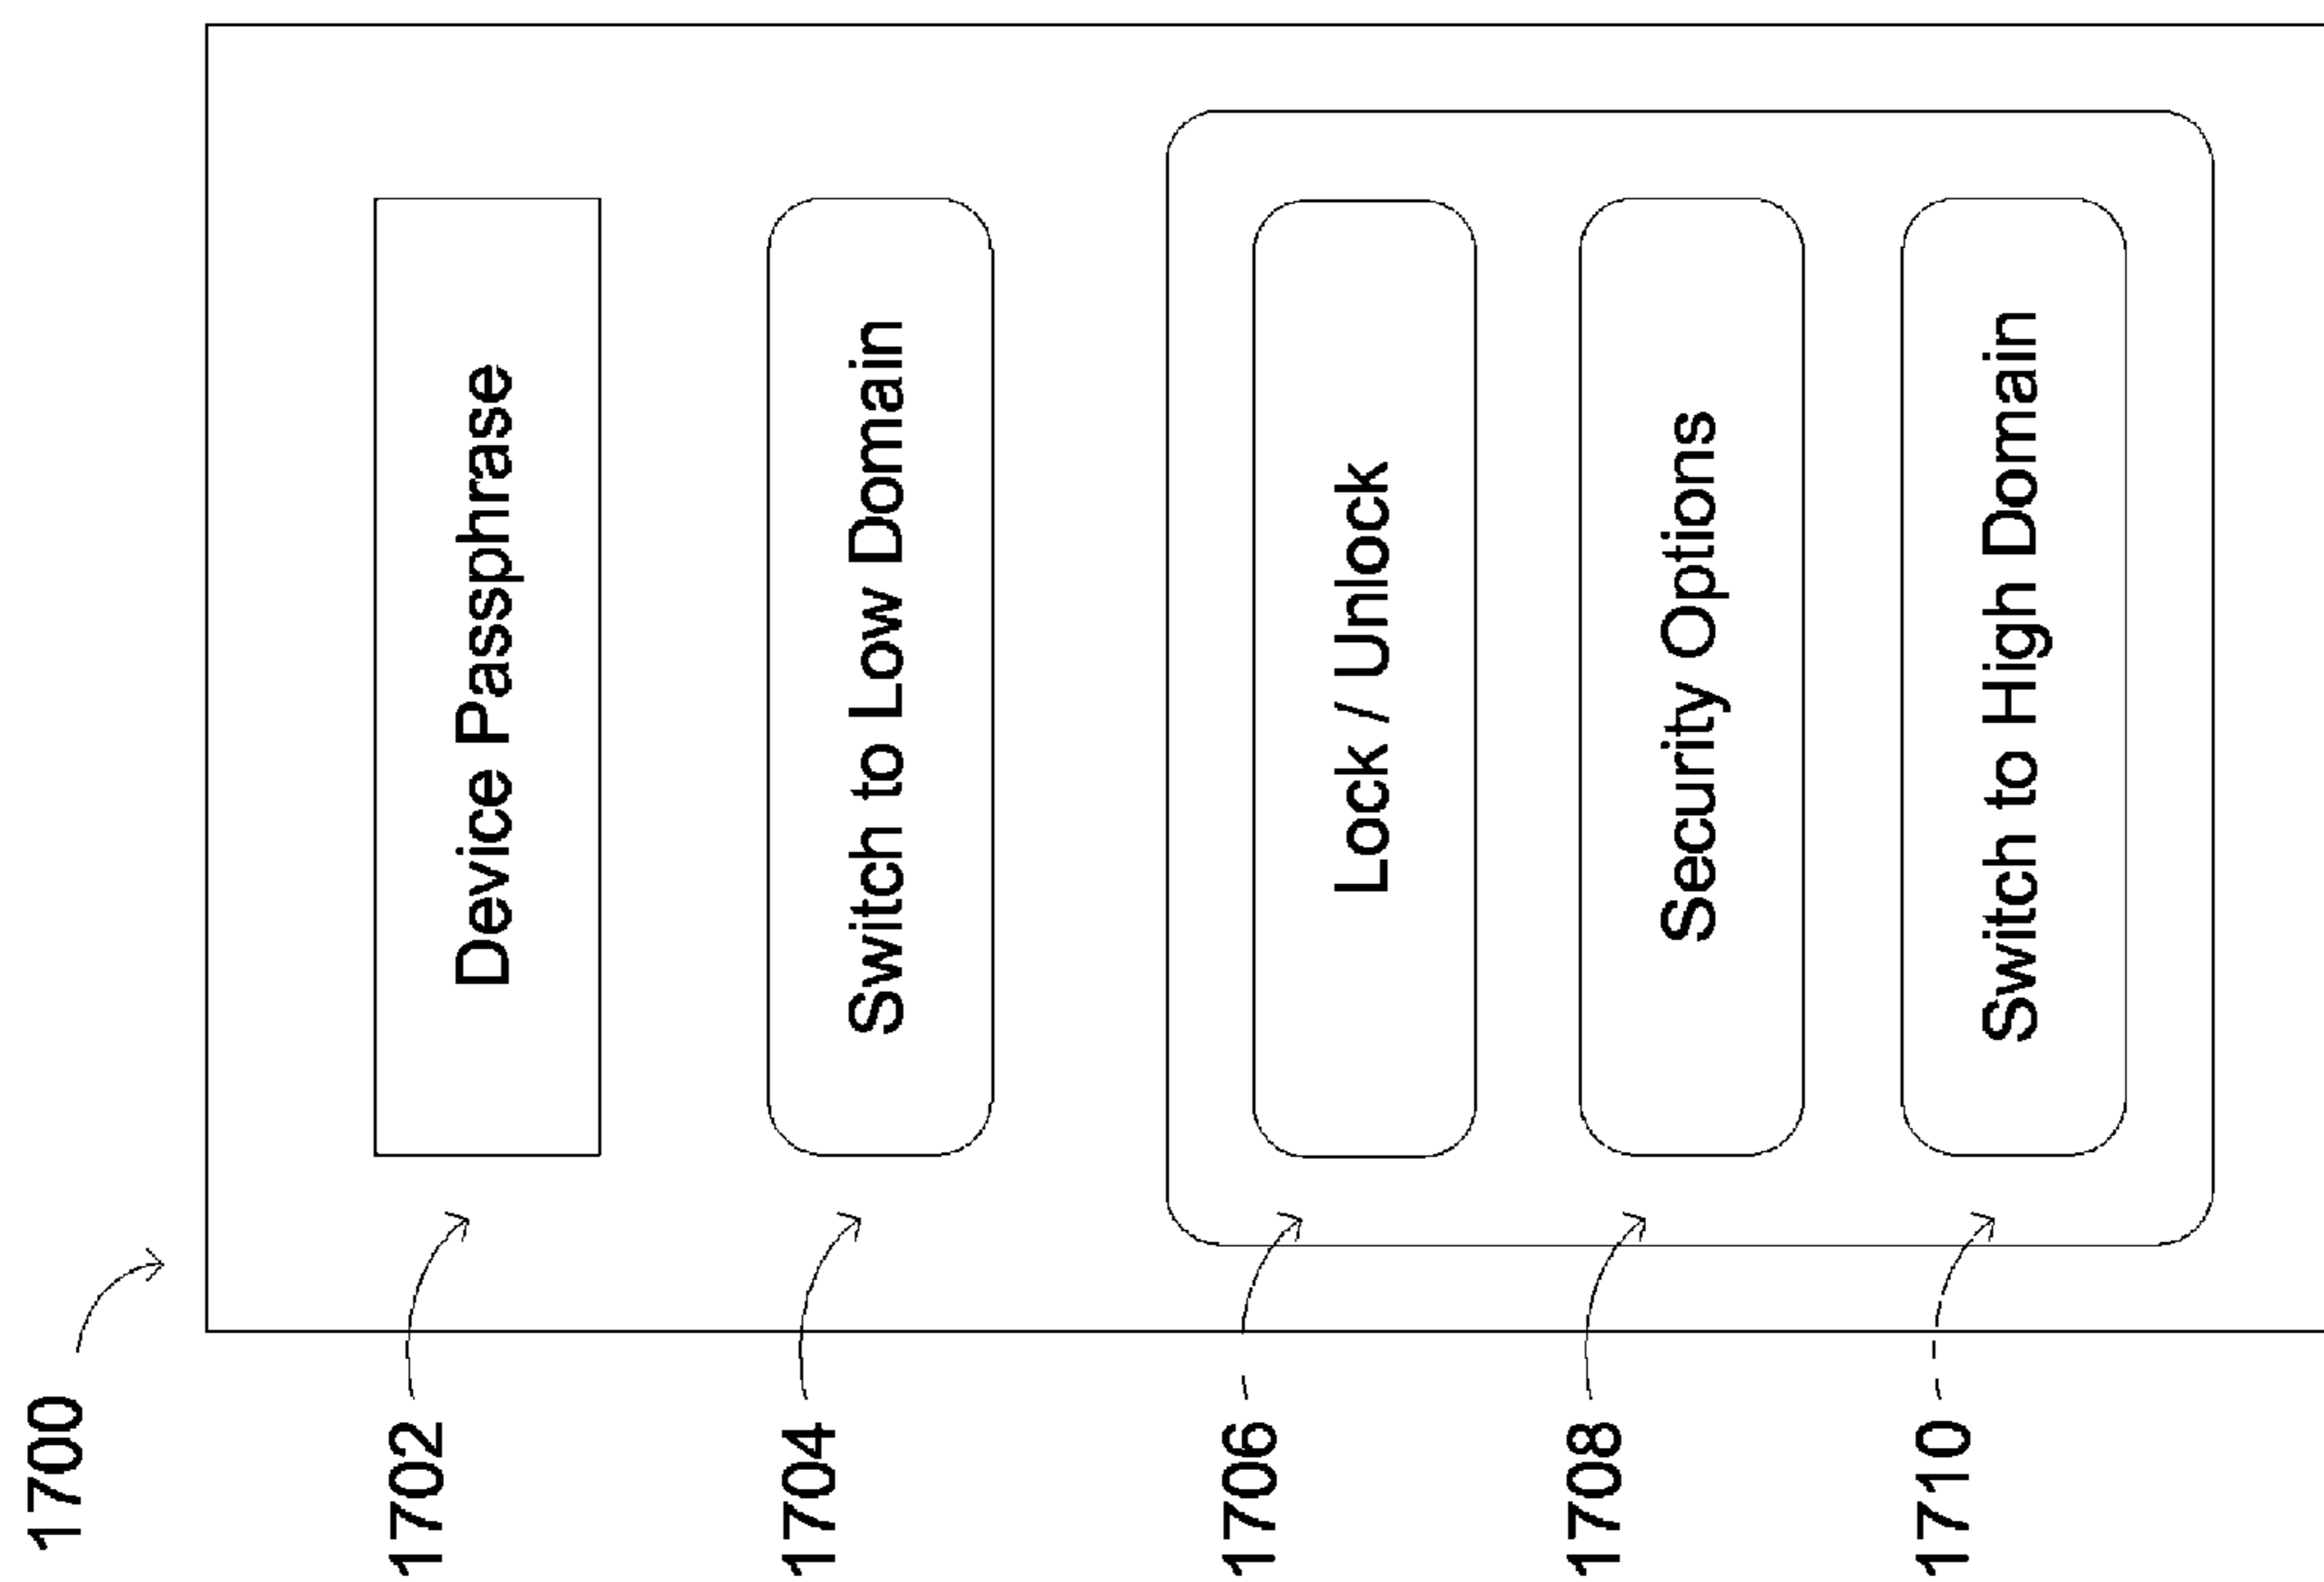 1700
1702
Device Passphrase
1704
Switch to Low Domain
1706
Lock / Unlock
1708
Security Options
1710
Switch to High Domain